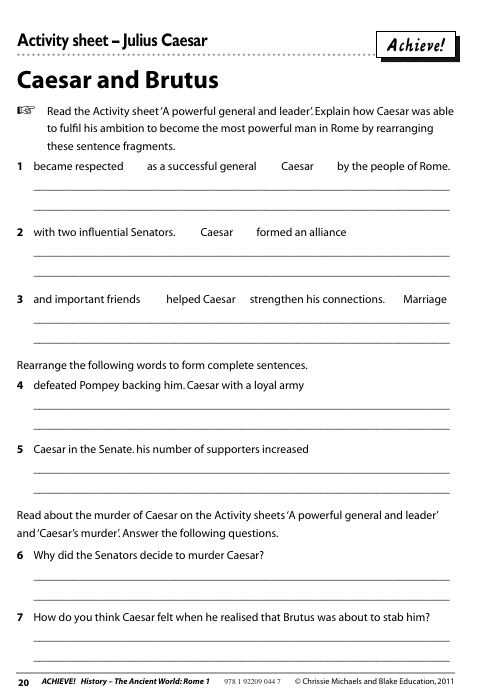 Activity sheet – Julius Caesar
Achieve!
Caesar and Brutus
Read the Activity sheet ‘A powerful general and leader’. Explain how Caesar was able
to fulfil his ambition to become the most powerful man in Rome by rearranging
these sentence fragments.
1 became respected as a successful general Caesar by the people of Rome.
2 with two influential Senators. Caesar formed an alliance
3 and important friends helped Caesar strengthen his connections. Marriage
Rearrange the following words to form complete sentences.
4 defeated Pompey backing him. Caesar with a loyal army
5 Caesar in the Senate. his number of supporters increased
Read about the murder of Caesar on the Activity sheets ‘A powerful general and leader’
and ‘Caesar’s murder’. Answer the following questions.
6 Why did the Senators decide to murder Caesar?
7 How do you think Caesar felt when he realised that Brutus was about to stab him?
20 ACHIEVE! History – The Ancient World: Rome 1 978 1 92209 044 7 © Chrissie Michaels and Blake Education, 2011